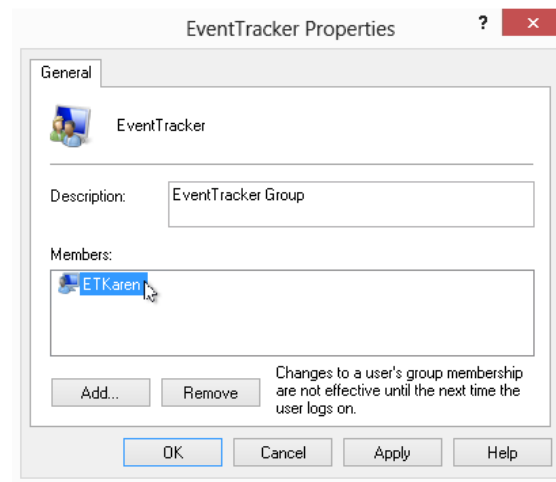 EventTracker Properties
?
×
General
EventTracker
Description:
EventTracker Group
Members:
ETKaren
Add...
Remove
Changes to a user's group membership
are not effective until the next time the
user logs on.
OK
Cancel
Apply
Help